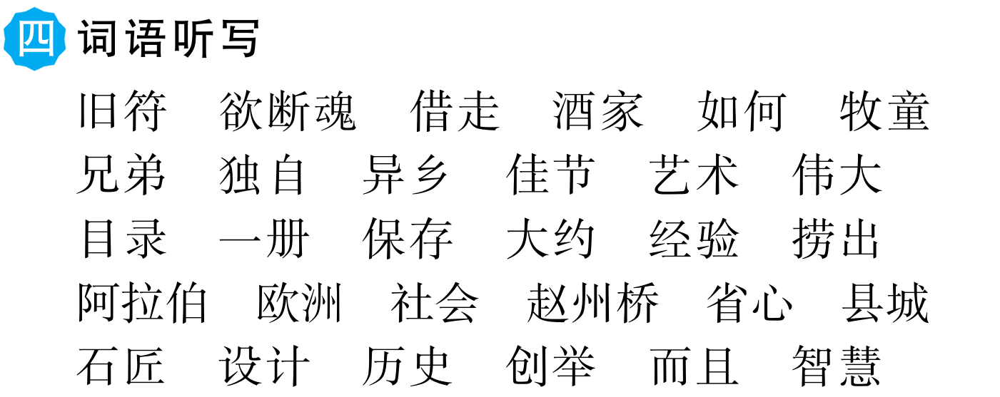 四 词语听写
旧符 欲断魂 借走 酒家 如何 牧童
兄弟 独自 异乡 佳节 艺术 伟大
目录 一册 保存 大约 经验 捞出
阿拉伯 欧洲 社会 赵州桥 省心 县城
石匠 设计 历史 创举 而且 智慧